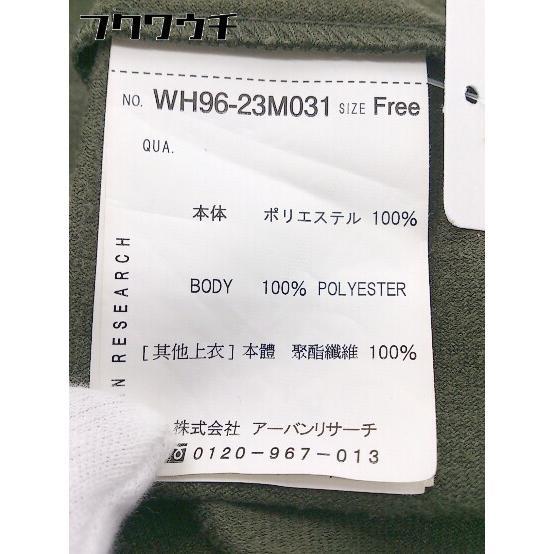 フクワウチ
NO. WH96-23M031 SIZE Free
QUA.
本体 ポリエステル 100%
BODY 100% POLYESTER
[其他上衣] 本體 聚酯纖維 100%
株式会社 アーバンリサーチ
0120-967-013
RESEARCH